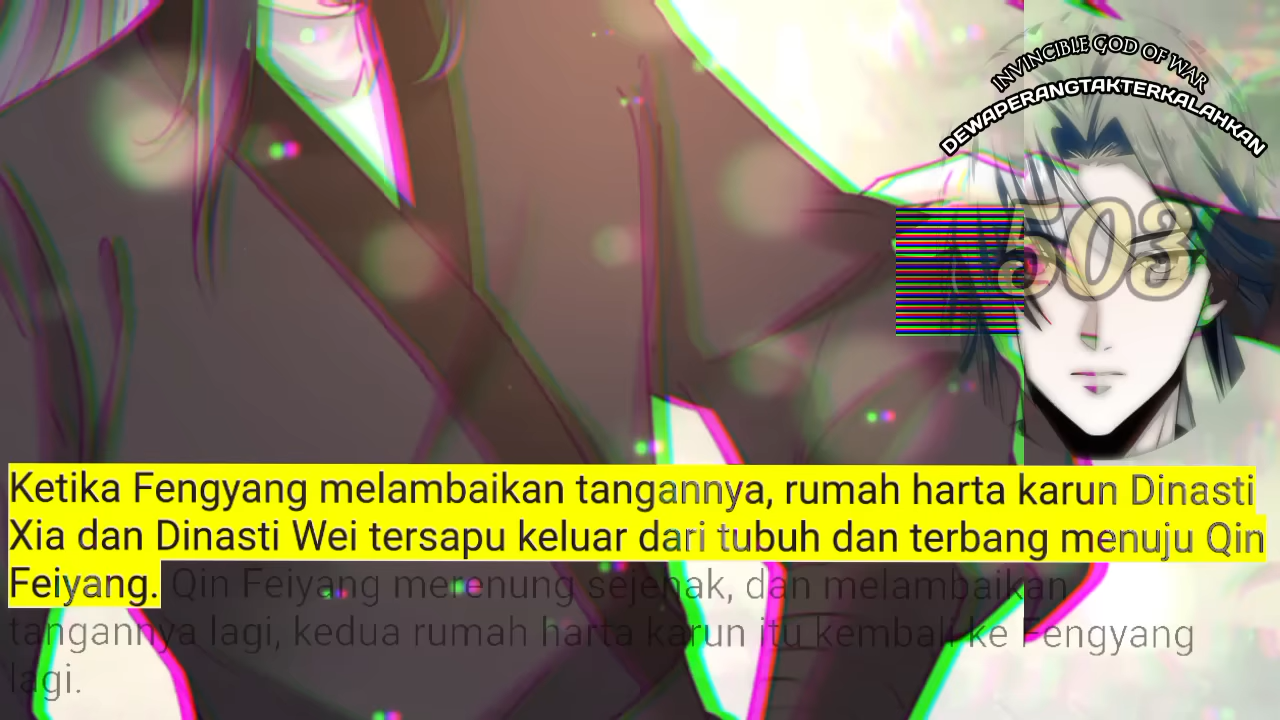 INVINCIBLE GOD OF WAR
DEWAPERANGTAKTERKALAHKAN
503
Ketika Fengyang melambaikan tangannya, rumah harta karun Dinasti
Xia dan Dinasti Wei tersapu keluar dari tubuh dan terbang menuju Qin
Feiyang. Qin Feiyang merenung sejenak, dan melambaikan
tangannya lagi, kedua rumah harta karun itu kembali ke Fengyang
lagi.